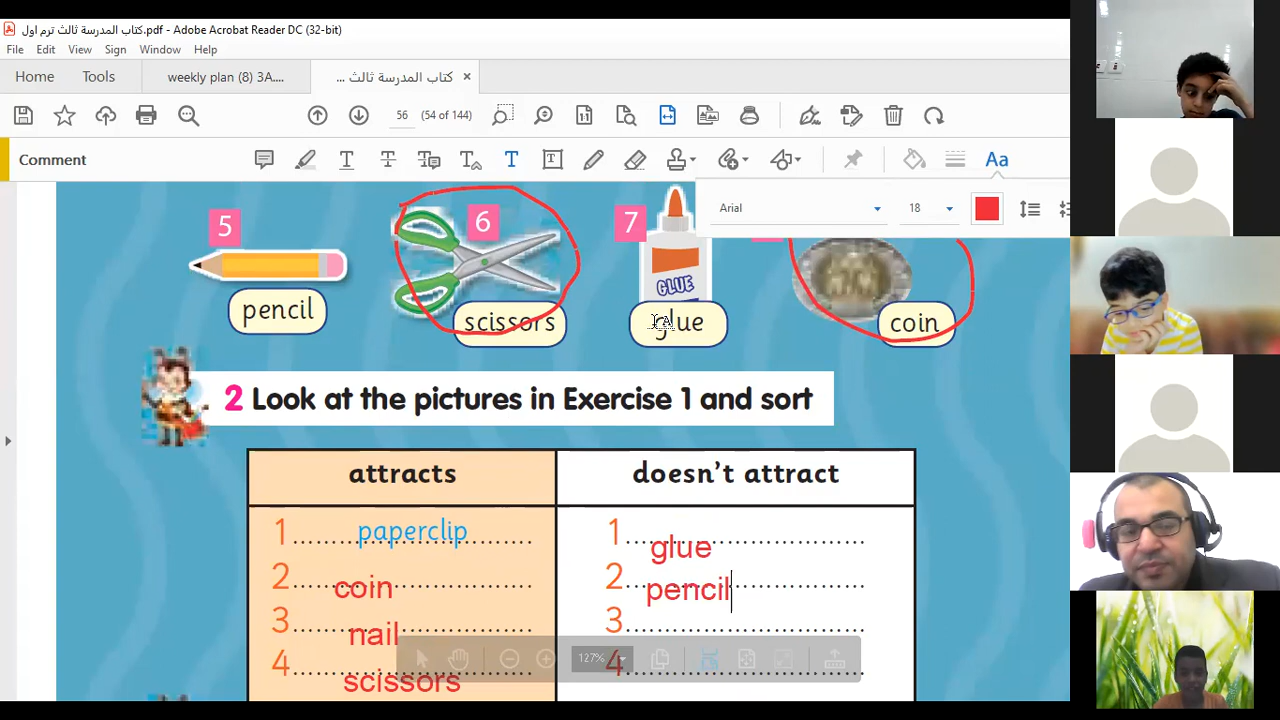 كتاب المدرسة ثالث ترم اول.pdf - Adobe Acrobat Reader DC (32-bit)
File Edit View Sign Window Help
Home Tools weekly plan (8) 3A.... كتاب المدرسة ثالث ... ×
56 (54 of 144)
Comment
Arial 18
5 6 7
GLUE
pencil scissors glue coin
2 Look at the pictures in Exercise 1 and sort
attracts doesn't attract
1 paperclip 1 glue
2 coin 2 pencil
3 nail 3
4 scissors 4
127%